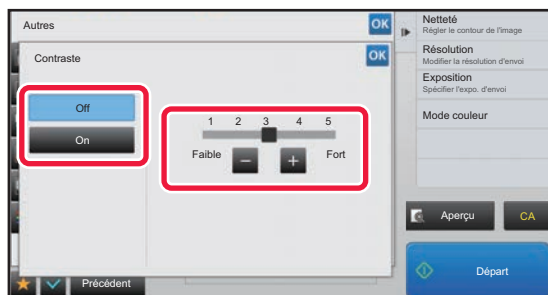 Autres
OK
Contraste
OK
Off
On
1 2 3 4 5
Faible
Fort
Précédent
Netteté
Régler le contour de l'image
Résolution
Modifier la résolution d'envoi
Exposition
Spécifier l'expo. d'envoi
Mode couleur
Aperçu
CA
Départ